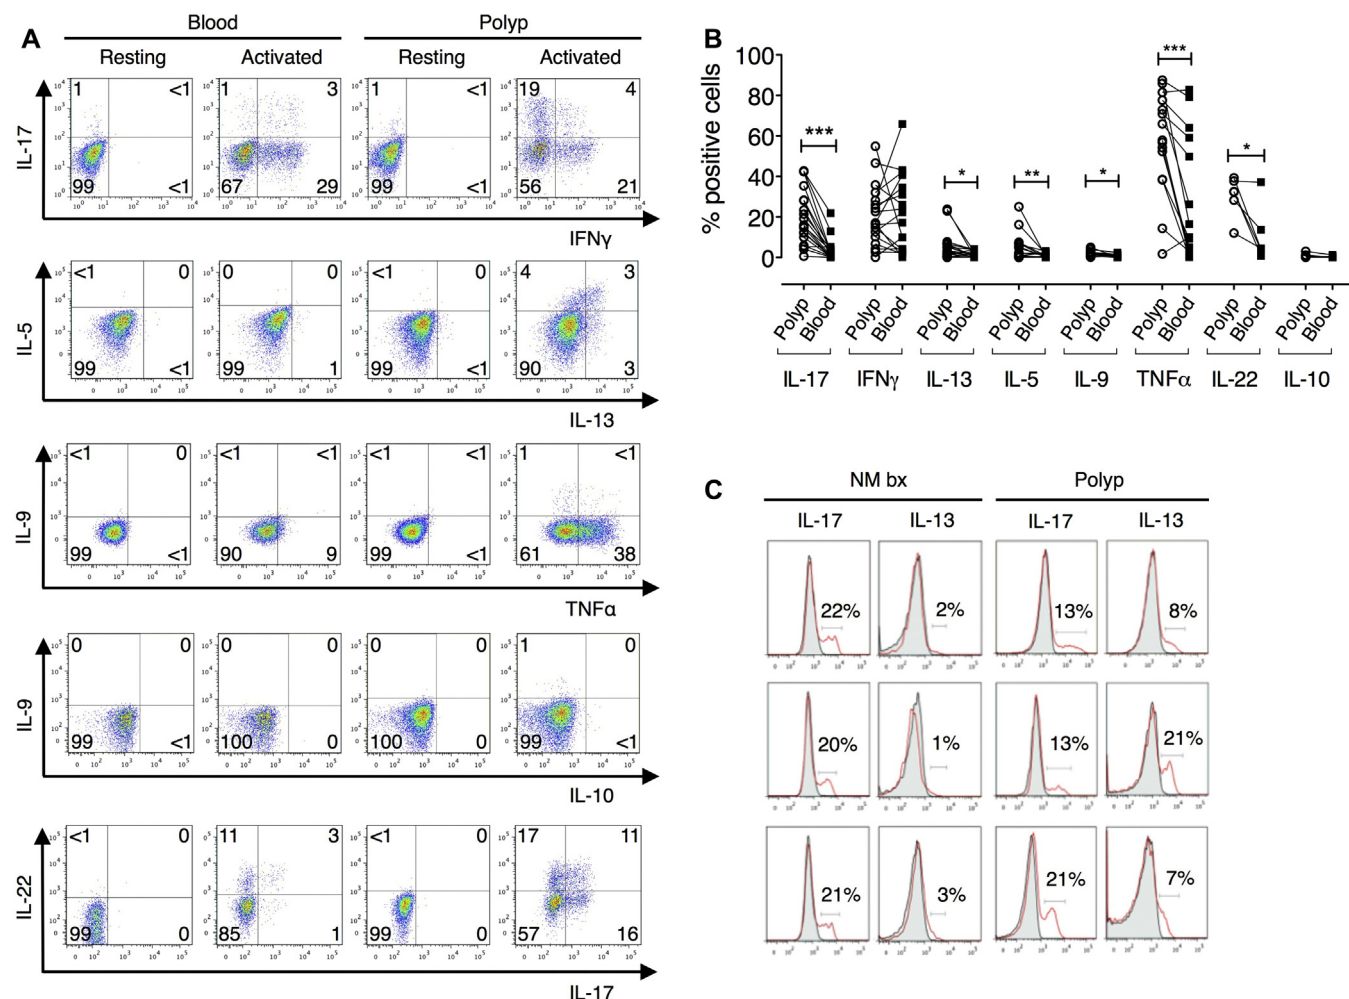 A
Blood Polyp
Resting Activated Resting Activated
IL-17
1 <1 1 3 1 <1 19 4
99 <1 67 29 99 <1 56 21
IFNγ
IL-5
<1 0 0 0 <1 0 4 3
99 <1 99 1 99 <1 90 3
IL-13
IL-9
<1 0 <1 <1 <1 <1 1 <1
99 <1 90 9 99 <1 61 38
TNFα
IL-9
0 0 0 0 0 0 1 0
99 <1 100 0 100 0 99 <1
IL-10
IL-22
<1 0 11 3 <1 0 17 11
99 0 85 1 99 0 57 16
IL-17
B
% positive cells
100
80
60
40
20
0
*** * ** * *** *
Polyp Blood Polyp Blood Polyp Blood Polyp Blood Polyp Blood Polyp Blood Polyp Blood Polyp Blood
IL-17 IFNγ IL-13 IL-5 IL-9 TNFα IL-22 IL-10
C
NM bx Polyp
IL-17 IL-13 IL-17 IL-13
22% 2% 13% 8%
20% 1% 13% 21%
21% 3% 21% 7%